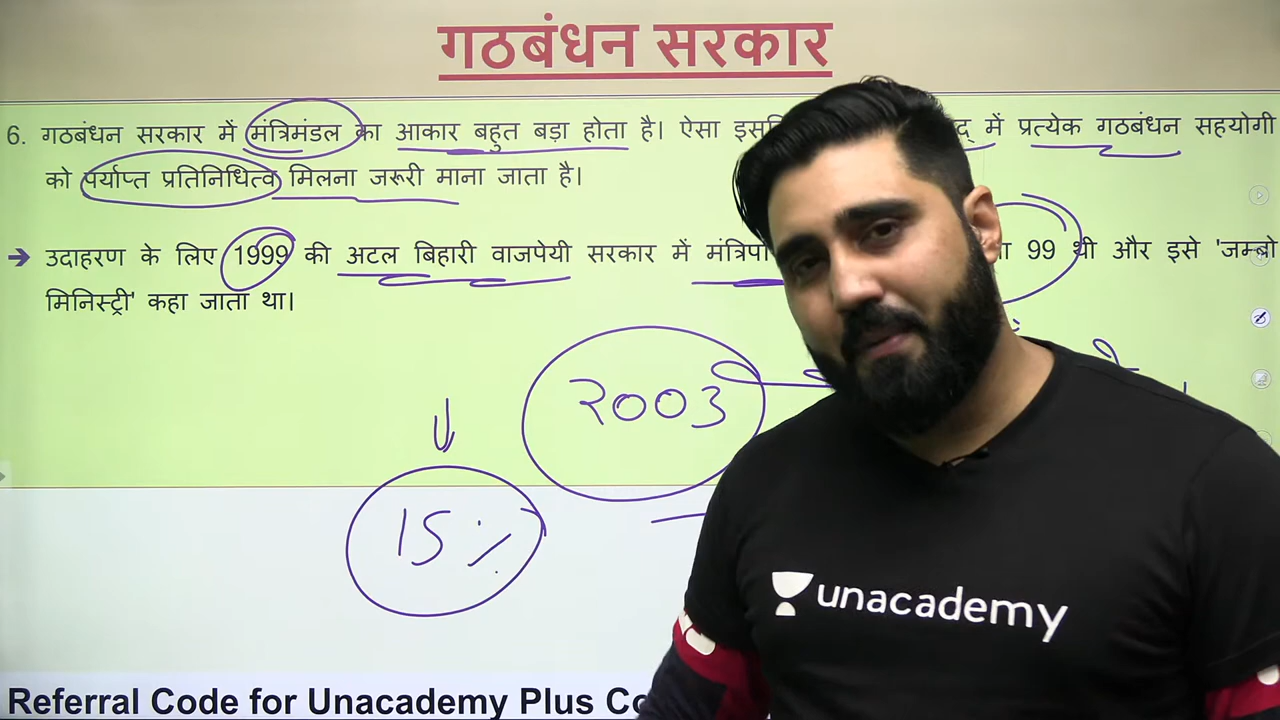 गठबंधन सरकार
6. गठबंधन सरकार में मंत्रिमंडल का आकार बहुत बड़ा होता है। ऐसा में प्रत्येक गठबंधन सहयोगी
को पर्याप्त प्रतिनिधित्व मिलना जरूरी माना जाता है।
➔ उदाहरण के लिए 1999 की अटल बिहारी वाजपेयी सरकार में 99 थी और इसे 'जम्बो
मिनिस्ट्री' कहा जाता था।
2003
15%
unacademy
Referral Code for Unacademy Plus